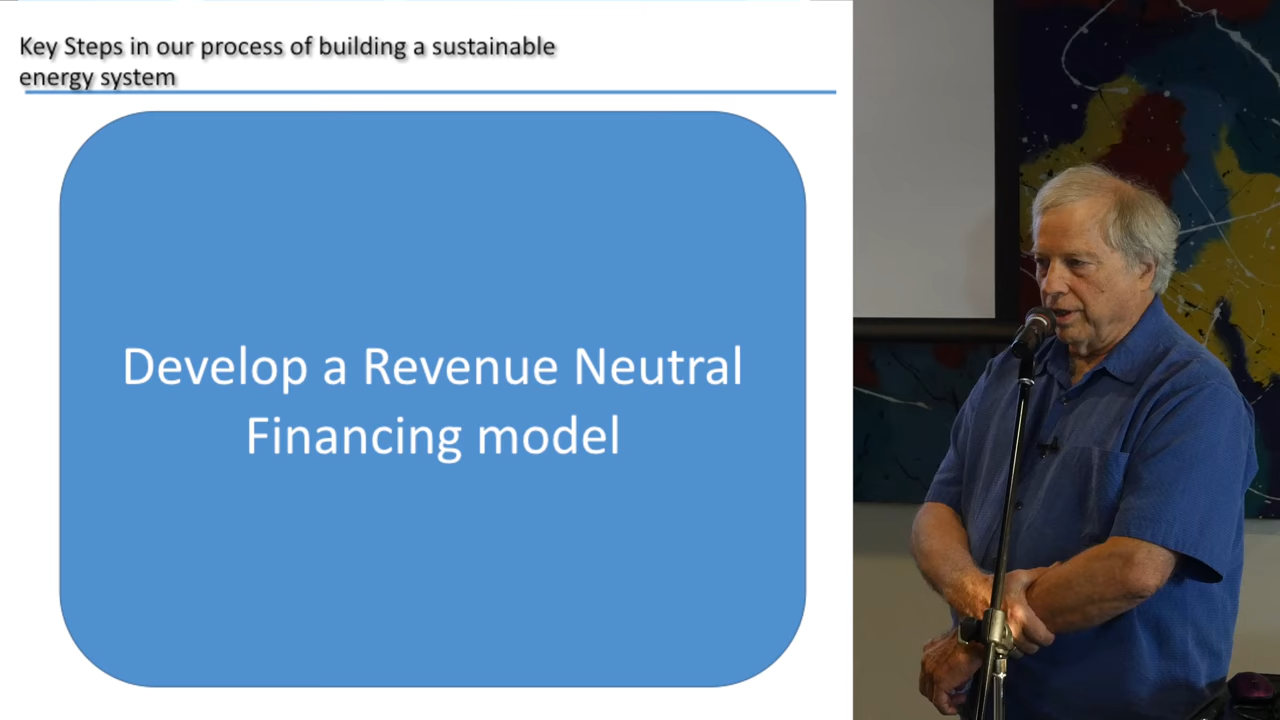 Key Steps in our process of building a sustainable
energy system
Develop a Revenue Neutral
Financing model